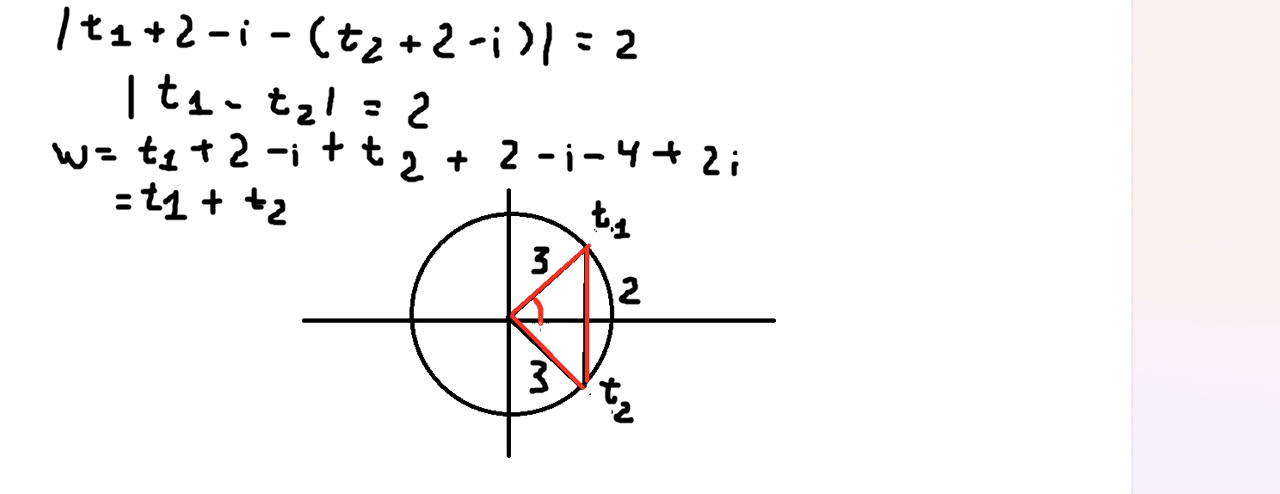 |t1+2-i-(t2+2-i)|=2
|t1-t2|=2
w=t1+2-i+t2+2-i-4+2i
=t1+t2
t1
3
2
3
t2